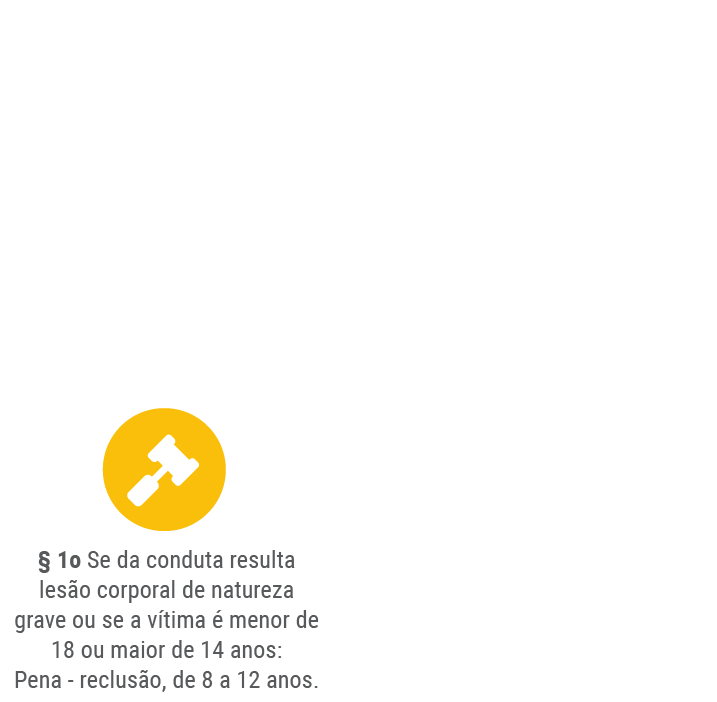 § 1o Se da conduta resulta
lesão corporal de natureza
grave ou se a vítima é menor de
18 ou maior de 14 anos:
Pena - reclusão, de 8 a 12 anos.